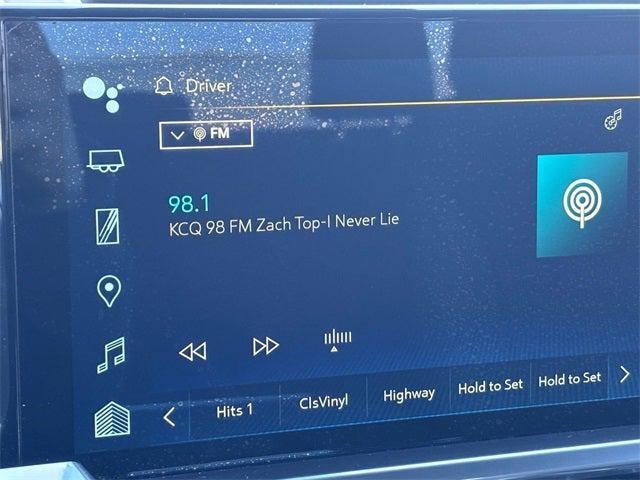 Driver
FM
98.1
KCQ 98 FM Zach Top-I Never Lie
Hits 1 ClsVinyl Highway Hold to Set Hold to Set